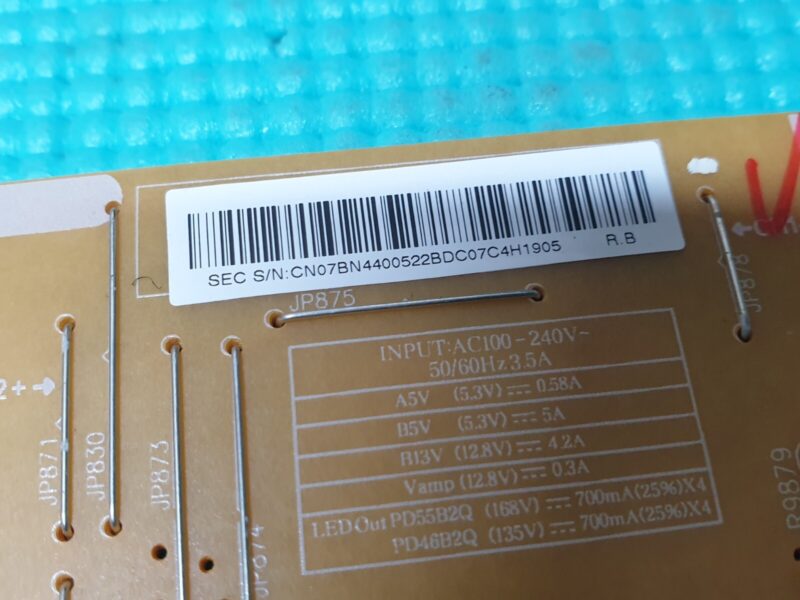 SEC S/N:CN07BN4400522BDC07C4H1905 R.B
JP875
INPUT:AC100-240V~
50/60Hz 3.5A
A5V (5.3V) ⎓ 0.58A
B5V (5.3V) ⎓ 5A
B13V (12.8V) ⎓ 4.2A
Vamp (12.8V) ⎓ 0.3A
LED Out PD55B2Q (168V) ⎓ 700mA(25%)X4
PD46B2Q (135V) ⎓ 700mA(25%)X4
2+→
JP871
JP830
JP873
JP874
JP878
R9879